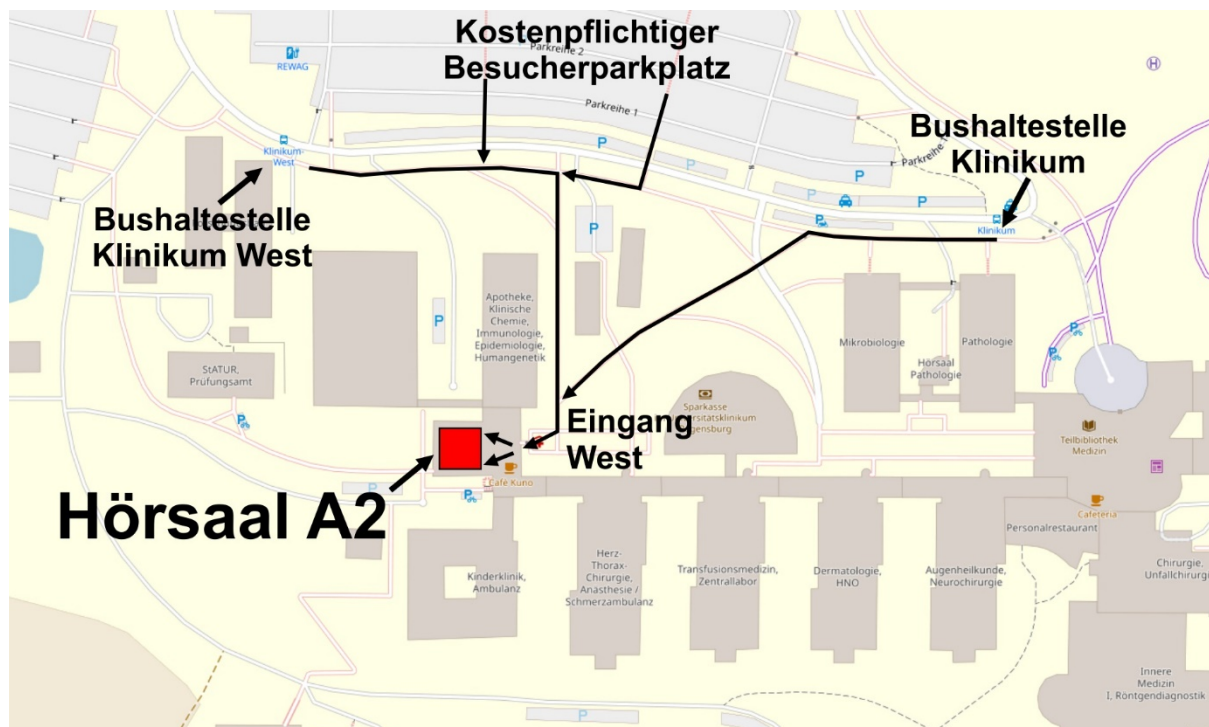 Kostenpflichtiger
Besucherparkplatz
Parkreihe 2
REWAG
Parkreihe 1
H
Bushaltestelle
Klinikum
Parkreihe 1
Klinikum-
West
P
P
P
P
P
Bushaltestelle
Klinikum West
P
Klinikum
Apotheke,
Klinische
Chemie,
Immunologie,
Epidemiologie,
Humangenetik
P
Mikrobiologie
Pathologie
Hörsaal
Pathologie
StATUR,
Prüfungsamt
Sparkasse
Universitätsklinikum
Regensburg
Eingang
West
Teilbibliothek
Medizin
Café Kuno
Hörsaal A2
Cafeteria
Personalrestaurant
Kinderklinik,
Ambulanz
Herz-
Thorax-
Chirurgie,
Anästhesie /
Schmerzambulanz
Transfusionsmedizin,
Zentrallabor
Dermatologie,
HNO
Augenheilkunde,
Neurochirurgie
Chirurgie,
Unfallchirurgi
Innere
Medizin
I, Röntgendiagnostik
P
P